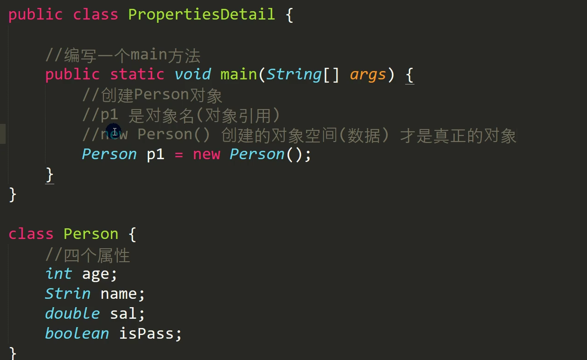 public class PropertiesDetail {
//编写一个main方法
public static void main(String[] args) {
//创建Person对象
//p1 是对象名(对象引用)
//new Person() 创建的对象空间(数据) 才是真正的对象
Person p1 = new Person();
}
}
class Person {
//四个属性
int age;
Strin name;
double sal;
boolean isPass;
}